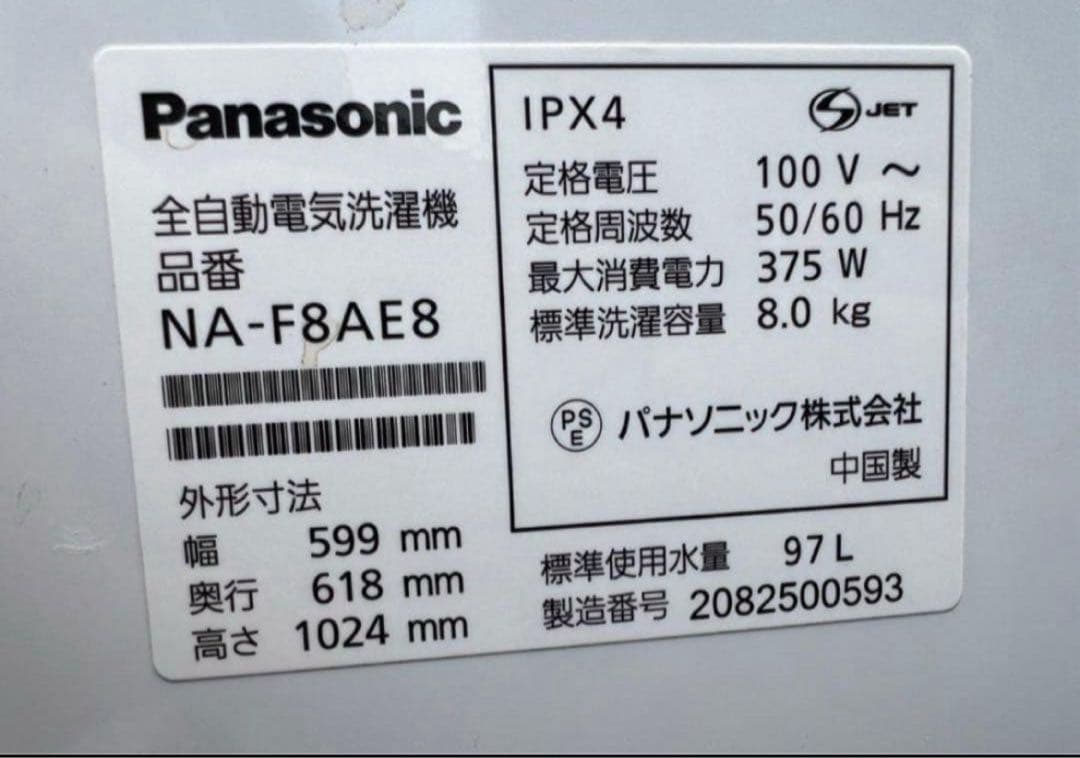 Panasonic
全自動電気洗濯機
品番
NA-F8AE8
外形寸法
幅 599 mm
奥行 618 mm
高さ 1024 mm
IPX4
S JET
定格電圧 100 V ～
定格周波数 50/60 Hz
最大消費電力 375 W
標準洗濯容量 8.0 kg
PS
E
パナソニック株式会社
中国製
標準使用水量 97 L
製造番号 2082500593